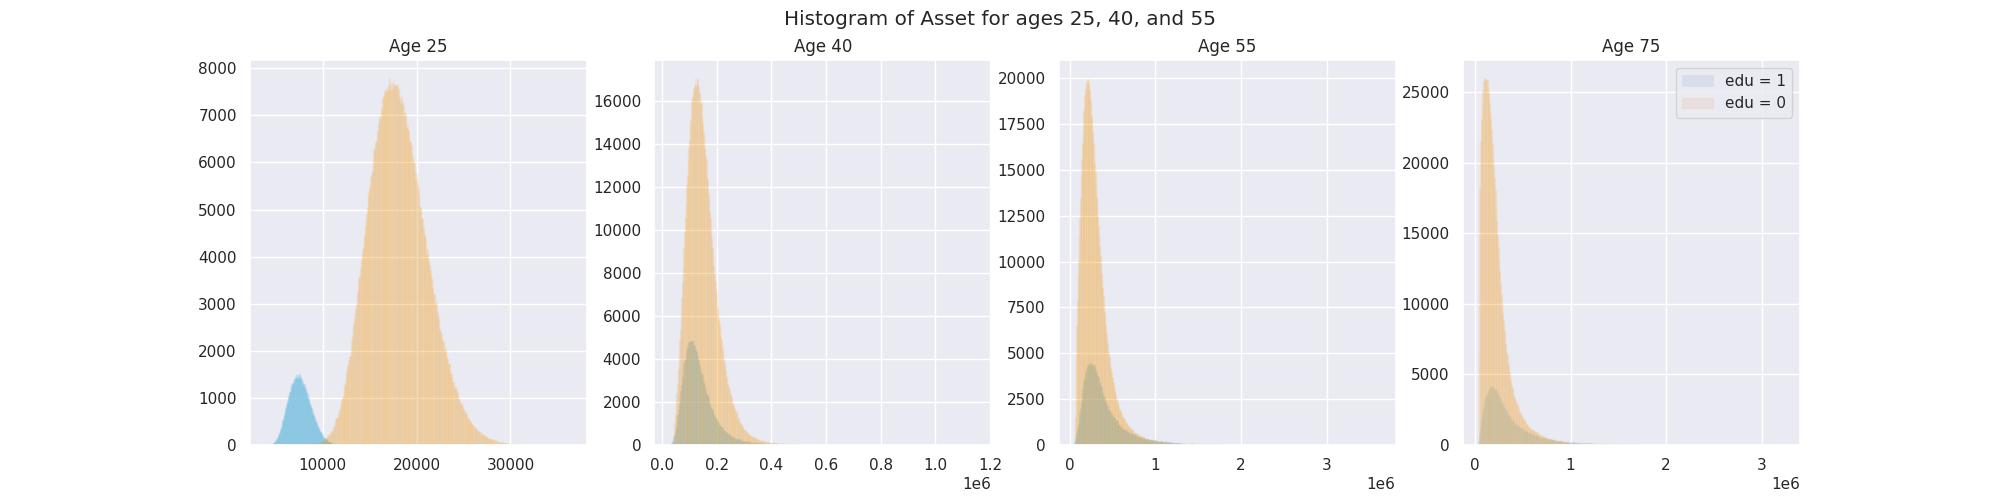 Histogram of Asset for ages 25, 40, and 55
Age 25
8000
7000
6000
5000
4000
3000
2000
1000
0
10000 20000 30000
Age 40
16000
14000
12000
10000
8000
6000
4000
2000
0
0.0 0.2 0.4 0.6 0.8 1.0 1.2
1e6
Age 55
20000
17500
15000
12500
10000
7500
5000
2500
0
0 1 2 3
1e6
Age 75
edu = 1
edu = 0
25000
20000
15000
10000
5000
0
0 1 2 3
1e6